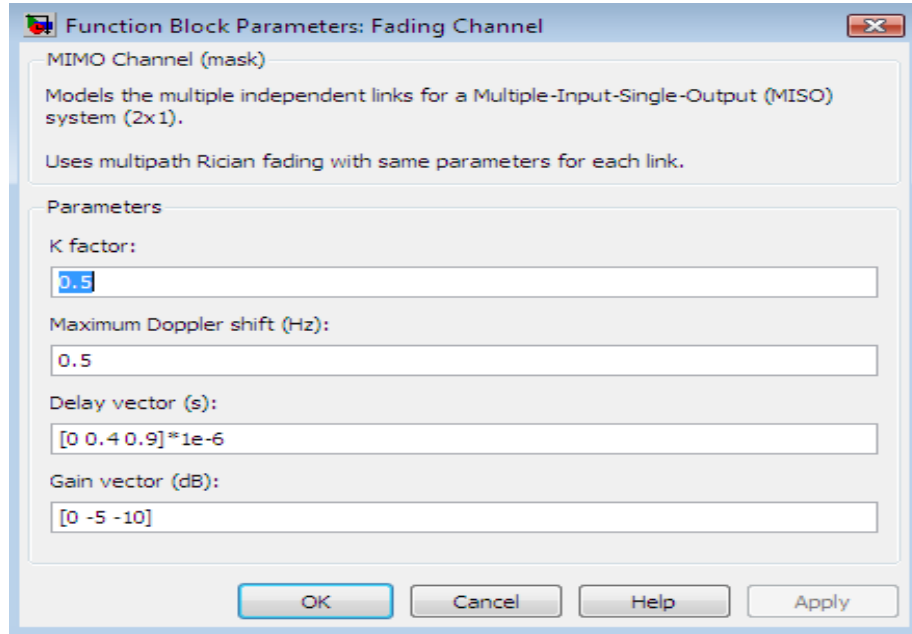 Function Block Parameters: Fading Channel
MIMO Channel (mask)
Models the multiple independent links for a Multiple-Input-Single-Output (MISO)
system (2x1).
Uses multipath Rician fading with same parameters for each link.
Parameters
K factor:
0.5
Maximum Doppler shift (Hz):
0.5
Delay vector (s):
[0 0.4 0.9]*1e-6
Gain vector (dB):
[0 -5 -10]
OK Cancel Help Apply